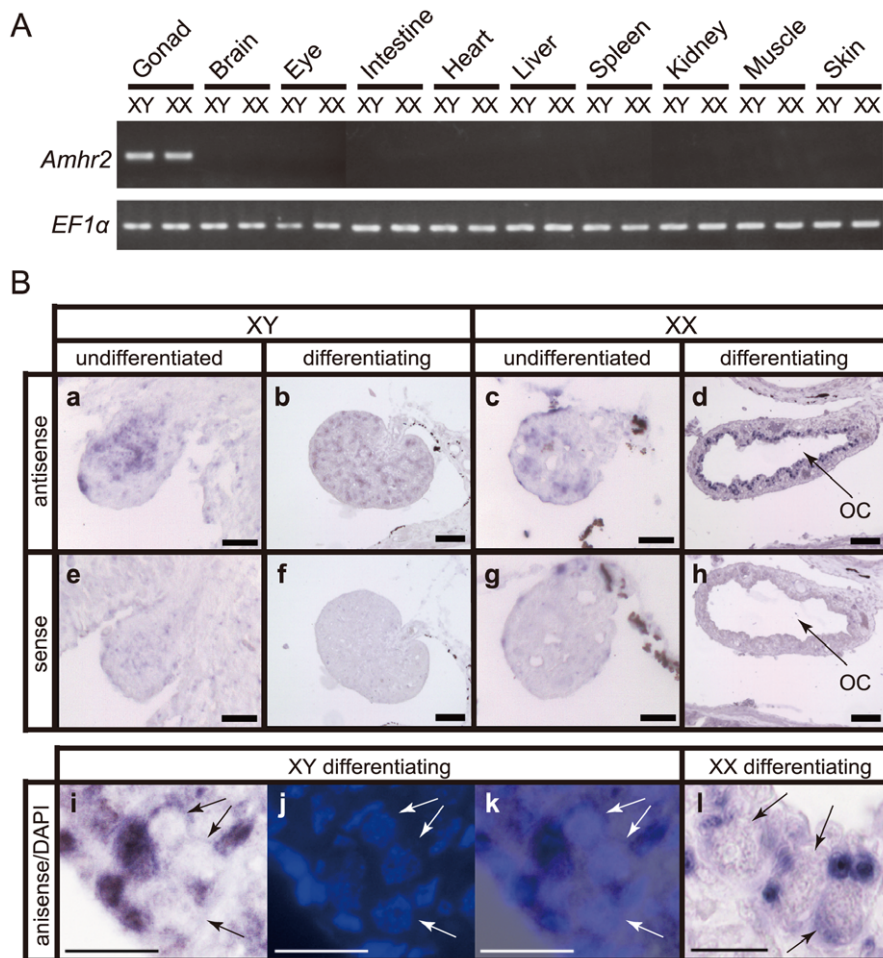 A
Gonad Brain Eye Intestine Heart Liver Spleen Kidney Muscle Skin
XY XX XY XX XY XX XY XX XY XX XY XX XY XX XY XX XY XX XY XX
Amhr2
EF1α
B
XY XX
undifferentiated differentiating undifferentiated differentiating
antisense
a b c d
OC
sense
e f g h
OC
XY differentiating XX differentiating
anisense/DAPI
i j k l